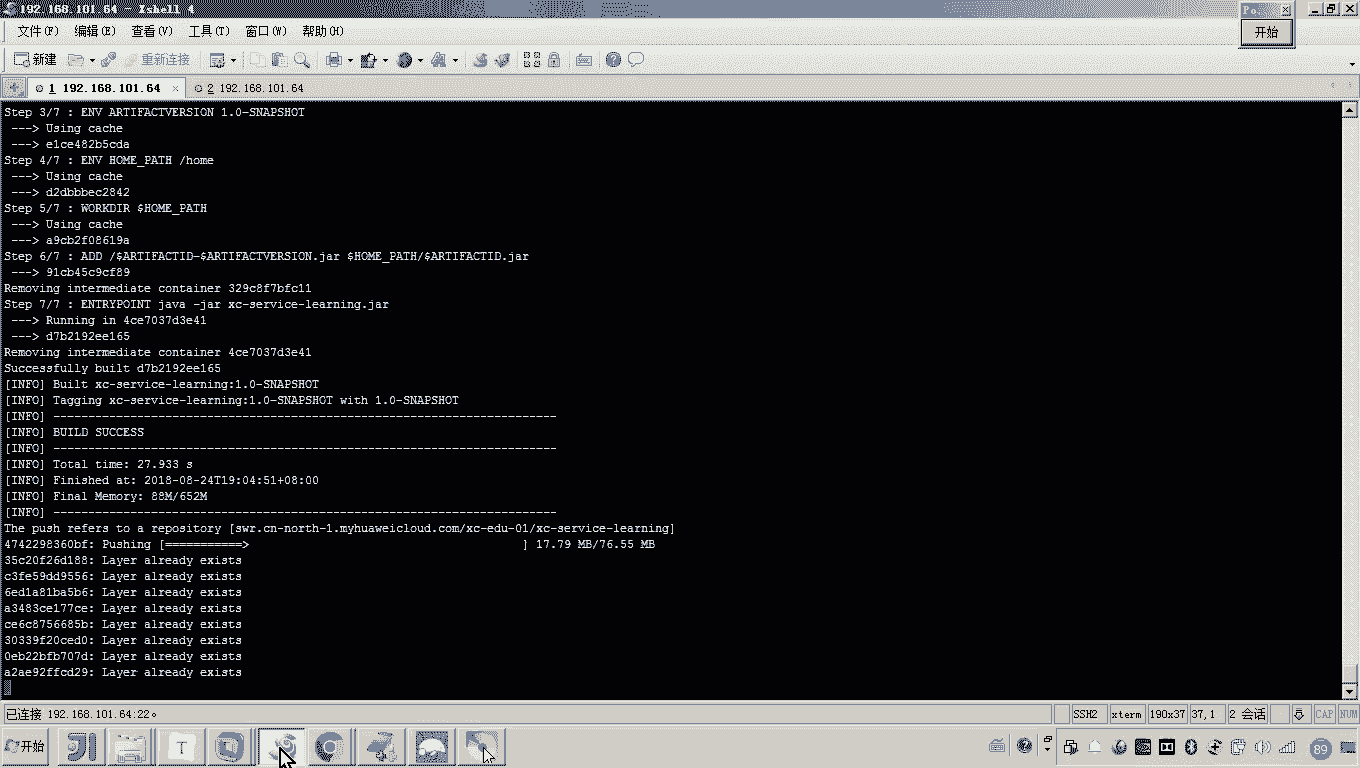 192.168.101.64 - Xshell 4
Po...
开始
文件(F) 编辑(E) 查看(V) 工具(T) 窗口(W) 帮助(H)
新建 重新连接
1 192.168.101.64 2 192.168.101.64
Step 3/7 : ENV ARTIFACTVERSION 1.0-SNAPSHOT
---> Using cache
---> e1ce482b5cda
Step 4/7 : ENV HOME_PATH /home
---> Using cache
---> d2dbbbec2842
Step 5/7 : WORKDIR $HOME_PATH
---> Using cache
---> a9cb2f08619a
Step 6/7 : ADD /$ARTIFACTID-$ARTIFACTVERSION.jar $HOME_PATH/$ARTIFACTID.jar
---> 91cb45c9cf89
Removing intermediate container 329c8f7bfc11
Step 7/7 : ENTRYPOINT java -jar xc-service-learning.jar
---> Running in 4ce7037d3e41
---> d7b2192ee165
Removing intermediate container 4ce7037d3e41
Successfully built d7b2192ee165
[INFO] Built xc-service-learning:1.0-SNAPSHOT
[INFO] Tagging xc-service-learning:1.0-SNAPSHOT with 1.0-SNAPSHOT
[INFO] ------------------------------------------------------------------------
[INFO] BUILD SUCCESS
[INFO] ------------------------------------------------------------------------
[INFO] Total time: 27.933 s
[INFO] Finished at: 2018-08-24T19:04:51+08:00
[INFO] Final Memory: 88M/652M
[INFO] ------------------------------------------------------------------------
The push refers to a repository [swr.cn-north-1.myhuaweicloud.com/xc-edu-01/xc-service-learning]
4742298360bf: Pushing [===========> ] 17.79 MB/76.55 MB
35c20f26d188: Layer already exists
c3fe59dd9556: Layer already exists
6ed1a81ba5b6: Layer already exists
a3483ce177ce: Layer already exists
ce6c8756685b: Layer already exists
30339f20ced0: Layer already exists
0eb22bfb707d: Layer already exists
a2ae92ffcd29: Layer already exists
已连接 192.168.101.64:22。 SSH2 xterm 190x37 37,1 2 会话 CAP NUM
开始 T 89